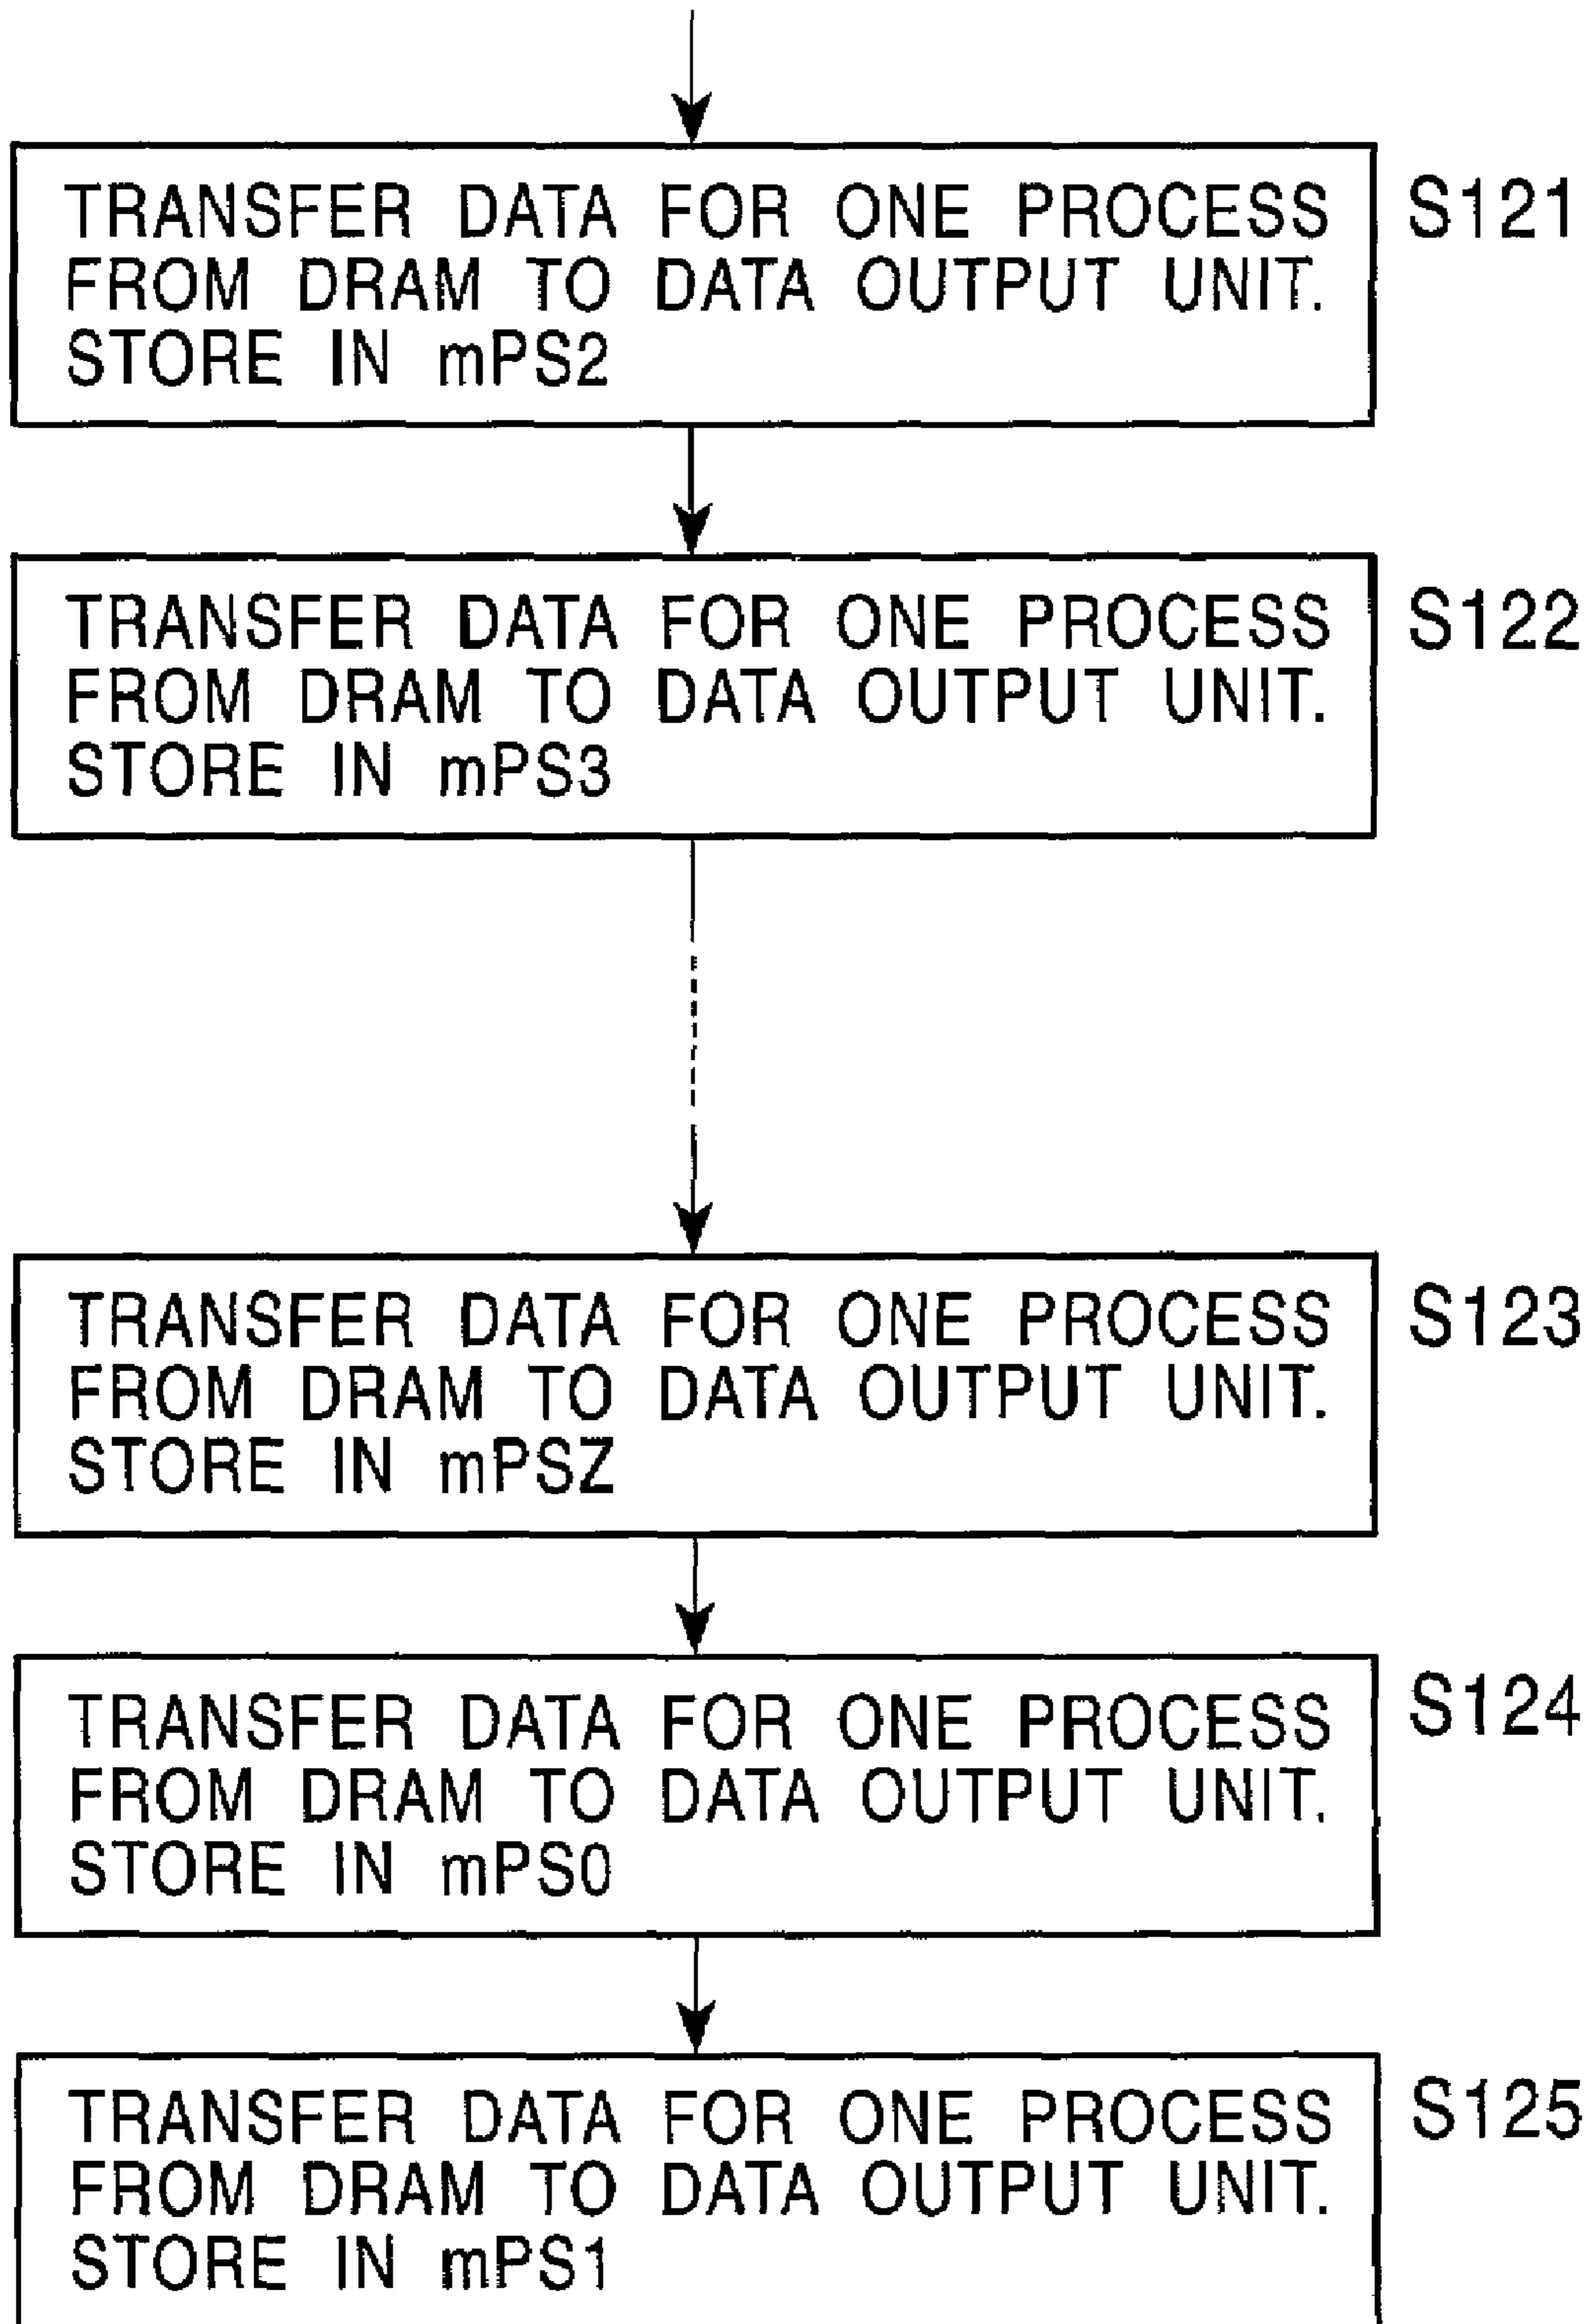 TRANSFER DATA FOR ONE PROCESS
FROM DRAM TO DATA OUTPUT UNIT.
STORE IN mPS2
S121
TRANSFER DATA FOR ONE PROCESS
FROM DRAM TO DATA OUTPUT UNIT.
STORE IN mPS3
S122
TRANSFER DATA FOR ONE PROCESS
FROM DRAM TO DATA OUTPUT UNIT.
STORE IN mPSZ
S123
TRANSFER DATA FOR ONE PROCESS
FROM DRAM TO DATA OUTPUT UNIT.
STORE IN mPS0
S124
TRANSFER DATA FOR ONE PROCESS
FROM DRAM TO DATA OUTPUT UNIT.
STORE IN mPS1
S125